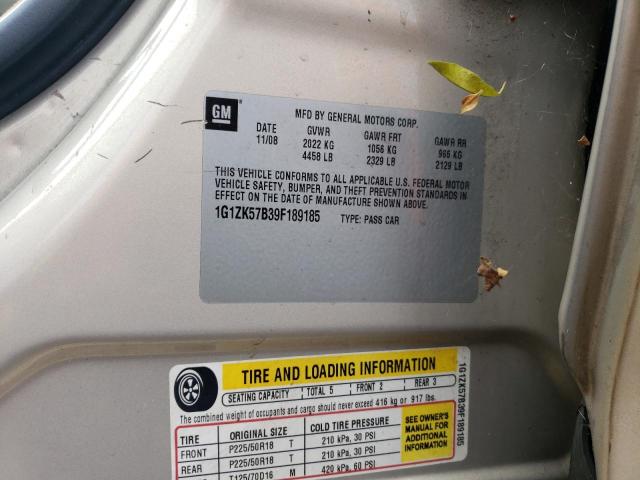 GM
MFD BY GENERAL MOTORS CORP.
DATE GVWR GAWR FRT GAWR RR
11/08 2022 KG 1056 KG 966 KG
4458 LB 2329 LB 2129 LB
THIS VEHICLE CONFORMS TO ALL APPLICABLE U.S. FEDERAL MOTOR
VEHICLE SAFETY, BUMPER, AND THEFT PREVENTION STANDARDS IN
EFFECT ON THE DATE OF MANUFACTURE SHOWN ABOVE.
1G1ZK57B39F189185 TYPE: PASS CAR
TIRE AND LOADING INFORMATION
SEATING CAPACITY TOTAL 5 FRONT 2 REAR 3
The combined weight of occupants and cargo should never exceed 416 kg or 917 lbs.
TIRE ORIGINAL SIZE COLD TIRE PRESSURE
FRONT P225/50R18 T 210 kPa, 30 PSI
REAR P225/50R18 T 210 kPa, 30 PSI
T125/70D16 M 420 kPa, 60 PSI
SEE OWNER'S
MANUAL FOR
ADDITIONAL
INFORMATION
1G1ZK57B39F189185